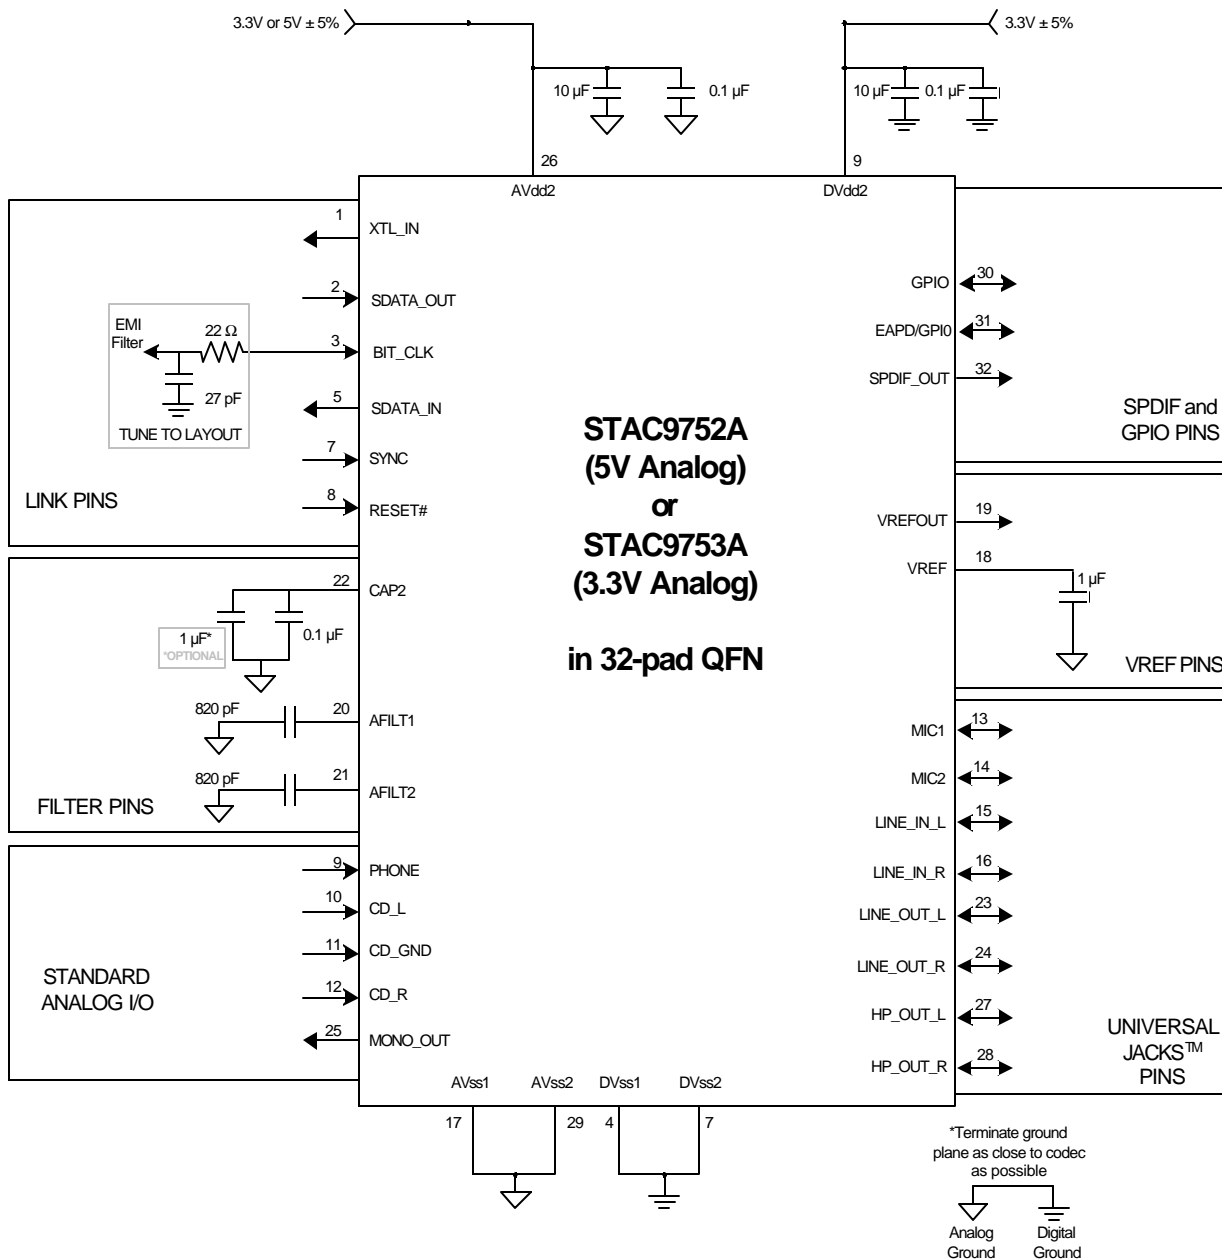 3.3V or 5V ± 5%
3.3V ± 5%
10 µF
0.1 µF
10 µF
0.1 µF
26
9
AVdd2
DVdd2
1
XTL_IN
2
SDATA_OUT
EMI
Filter
22 Ω
3
BIT_CLK
27 pF
TUNE TO LAYOUT
5
SDATA_IN
7
SYNC
8
RESET#
LINK PINS
22
CAP2
1 µF*
*OPTIONAL
0.1 µF
820 pF
20
AFILT1
820 pF
21
AFILT2
FILTER PINS
9
PHONE
10
CD_L
11
CD_GND
12
CD_R
25
MONO_OUT
STANDARD
ANALOG I/O
STAC9752A
(5V Analog)
or
STAC9753A
(3.3V Analog)
in 32-pad QFN
GPIO
30
EAPD/GPI0
31
SPDIF_OUT
32
SPDIF and
GPIO PINS
VREFOUT
19
VREF
18
1 µF
VREF PINS
MIC1
13
MIC2
14
LINE_IN_L
15
LINE_IN_R
16
LINE_OUT_L
23
LINE_OUT_R
24
HP_OUT_L
27
HP_OUT_R
28
UNIVERSAL
JACKS™
PINS
AVss1
AVss2
DVss1
DVss2
17
29
4
7
*Terminate ground
plane as close to codec
as possible
Analog
Ground
Digital
Ground